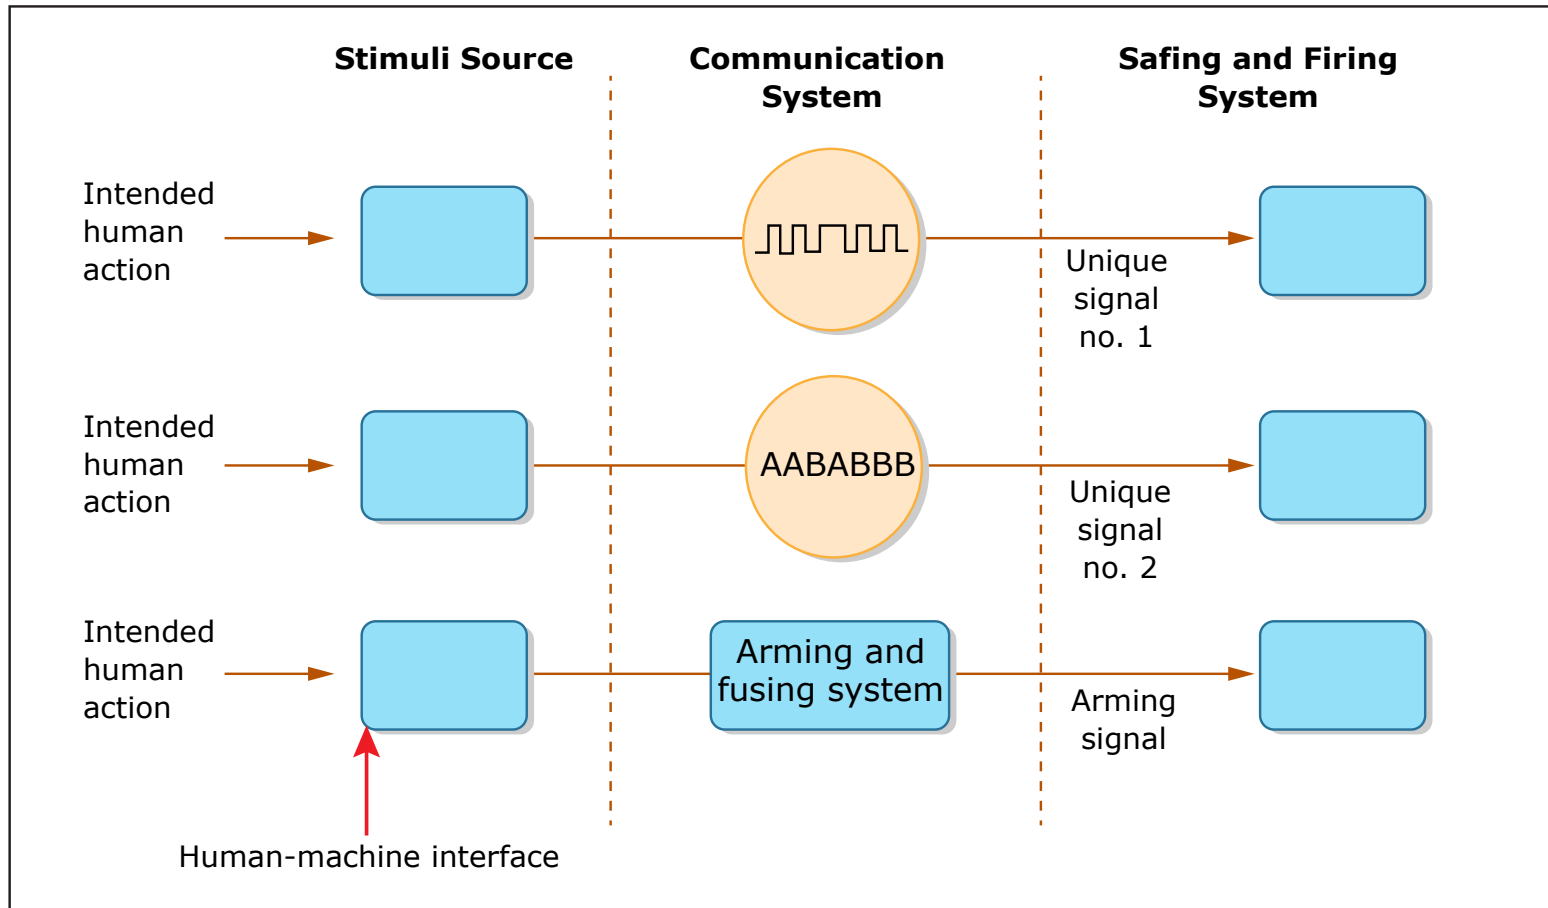 Stimuli Source
Communication
System
Safing and Firing
System
Intended
human
action
Unique
signal
no. 1
Intended
human
action
AABABBB
Unique
signal
no. 2
Intended
human
action
Arming and
fusing system
Arming
signal
Human-machine interface